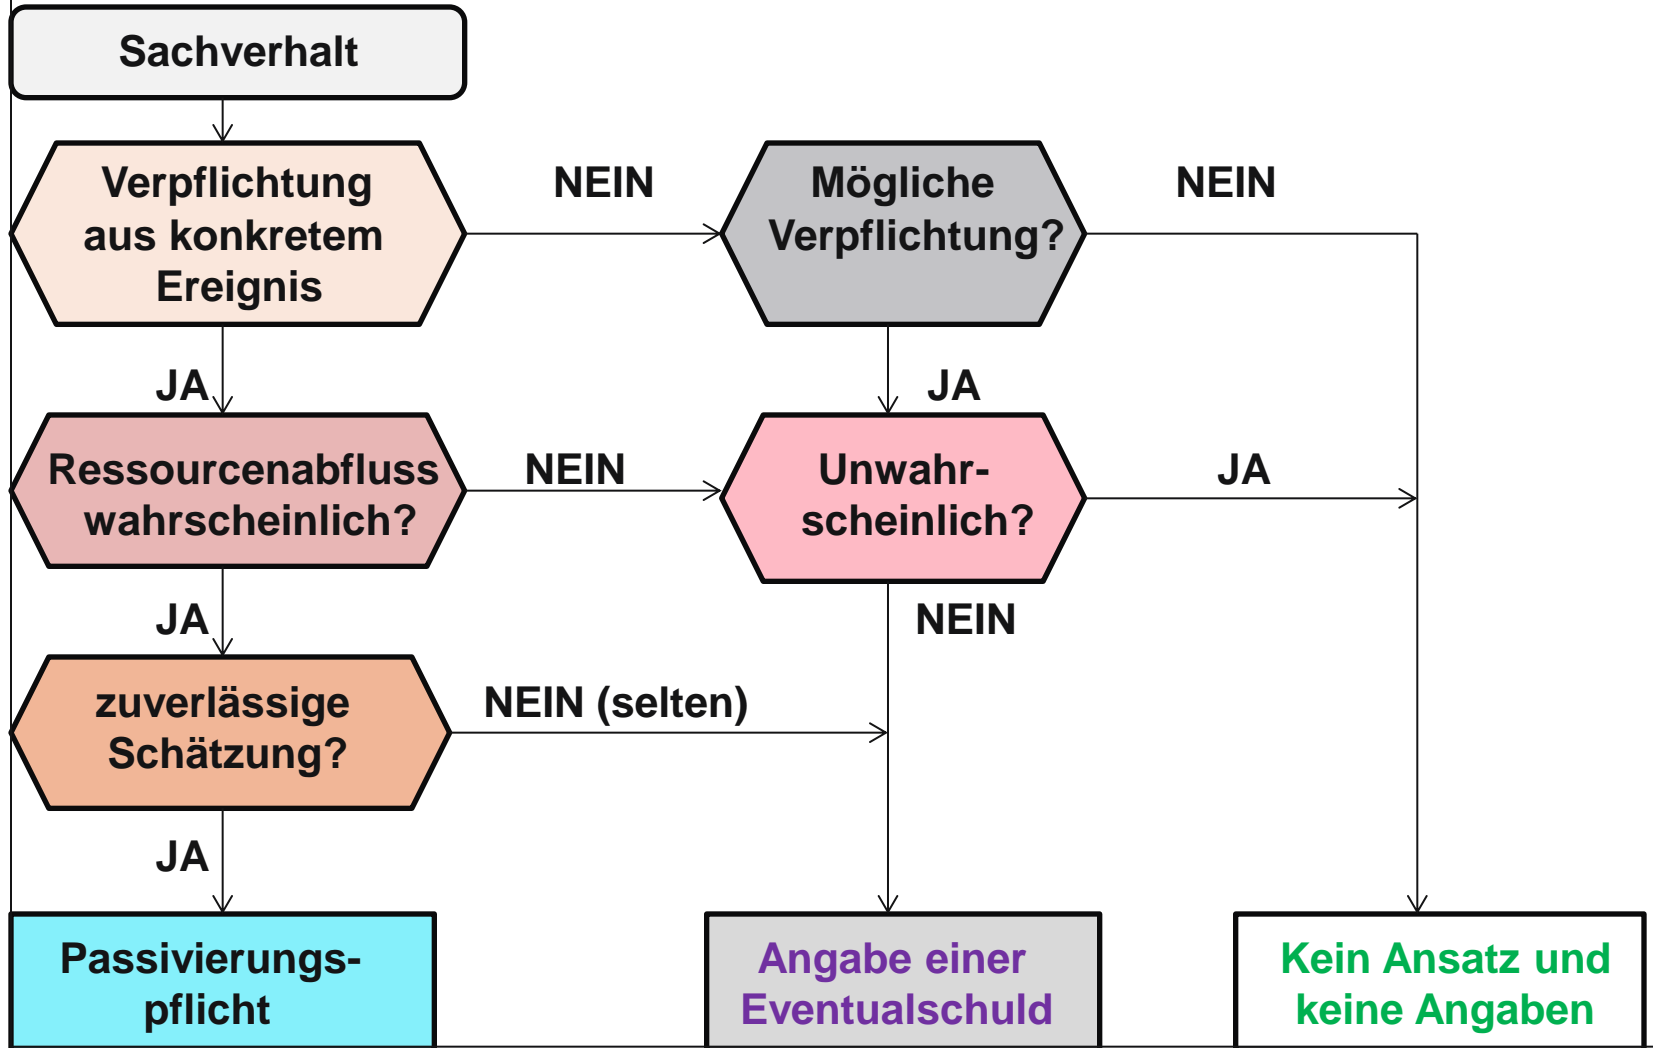 Sachverhalt
Verpflichtung
aus konkretem
Ereignis
NEIN
Mögliche
Verpflichtung?
NEIN
JA
JA
Ressourcenabfluss
wahrscheinlich?
NEIN
Unwahr-
scheinlich?
JA
JA
NEIN
zuverlässige
Schätzung?
NEIN (selten)
JA
Passivierungs-
pflicht
Angabe einer
Eventualschuld
Kein Ansatz und
keine Angaben